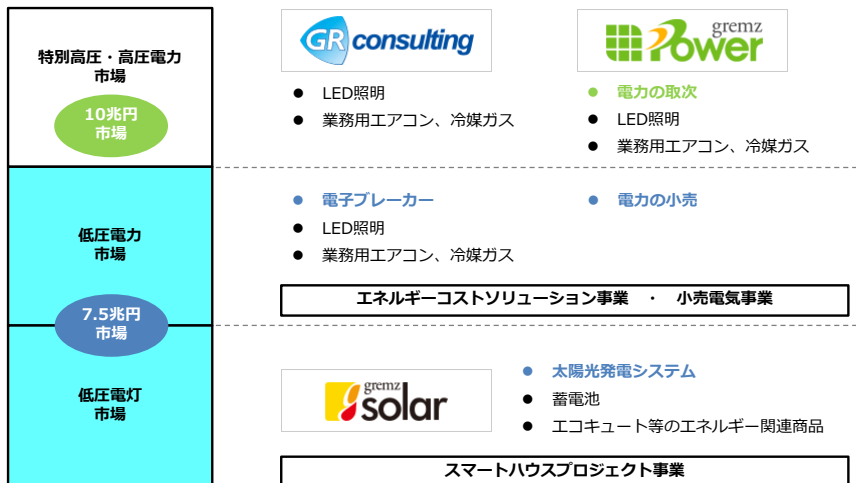 特別高圧・高圧電力
市場
10兆円
市場
GR consulting
● LED照明
● 業務用エアコン、冷媒ガス
gremz
Power
● 電力の取次
● LED照明
● 業務用エアコン、冷媒ガス
低圧電力
市場
● 電子ブレーカー
● LED照明
● 業務用エアコン、冷媒ガス
● 電力の小売
エネルギーコストソリューション事業 ・ 小売電気事業
7.5兆円
市場
低圧電灯
市場
gremz
solar
● 太陽光発電システム
● 蓄電池
● エコキュート等のエネルギー関連商品
スマートハウスプロジェクト事業